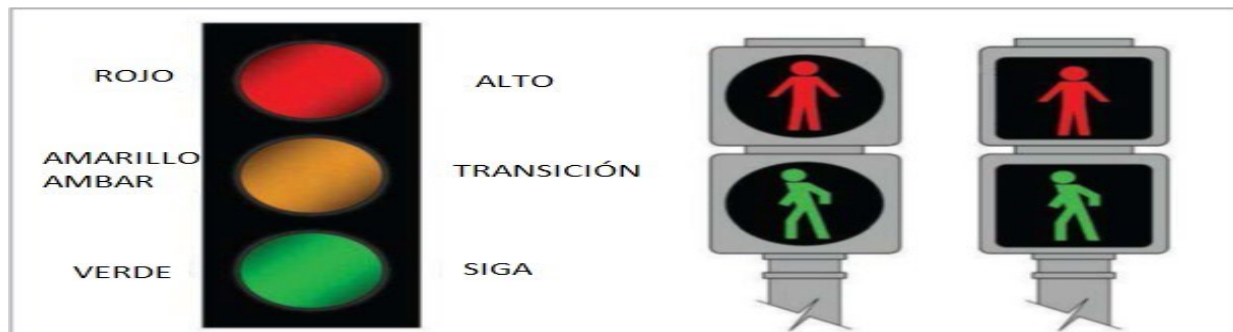 ROJO
ALTO
AMARILLO
AMBAR
TRANSICIÓN
VERDE
SIGA